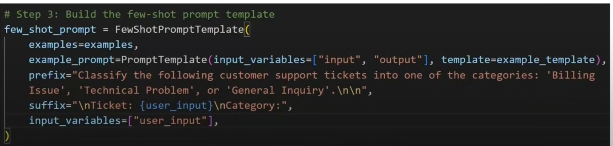 # Step 3: Build the few-shot prompt template
few_shot_prompt = FewShotPromptTemplate(
    examples=examples,
    example_prompt=PromptTemplate(input_variables=["input", "output"], template=example_template),
    prefix="Classify the following customer support tickets into one of the categories: 'Billing
    Issue', 'Technical Problem', or 'General Inquiry'.\n\n",
    suffix="\nTicket: {user_input}\nCategory:",
    input_variables=["user_input"],
)